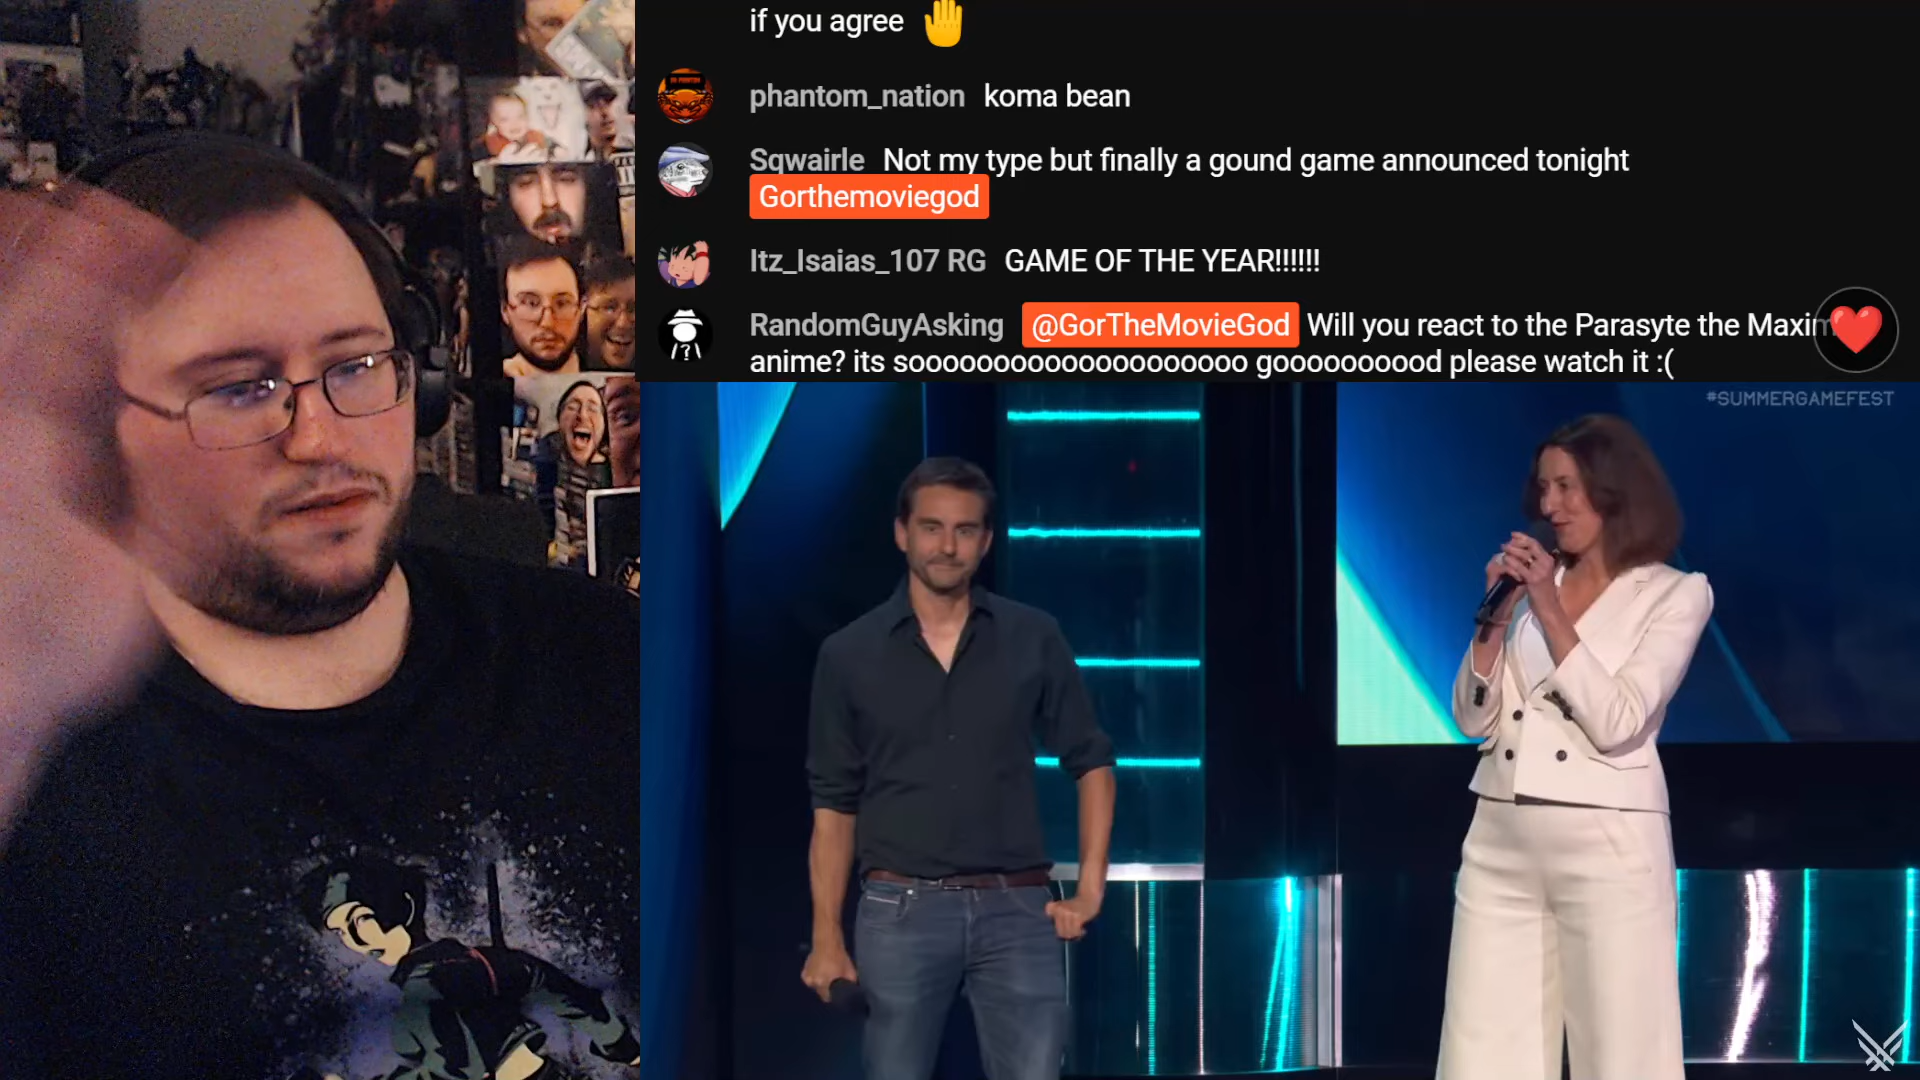 if you agree 🤚
phantom_nation koma bean
Sqwairle Not my type but finally a gound game announced tonight
Gorthemoviegod
Itz_Isaias_107 RG GAME OF THE YEAR!!!!!!
RandomGuyAsking @GorTheMovieGod Will you react to the Parasyte the Maxim
anime? its soooooooooooooooooooo goooooooood please watch it :(
#SUMMERGAMEFEST